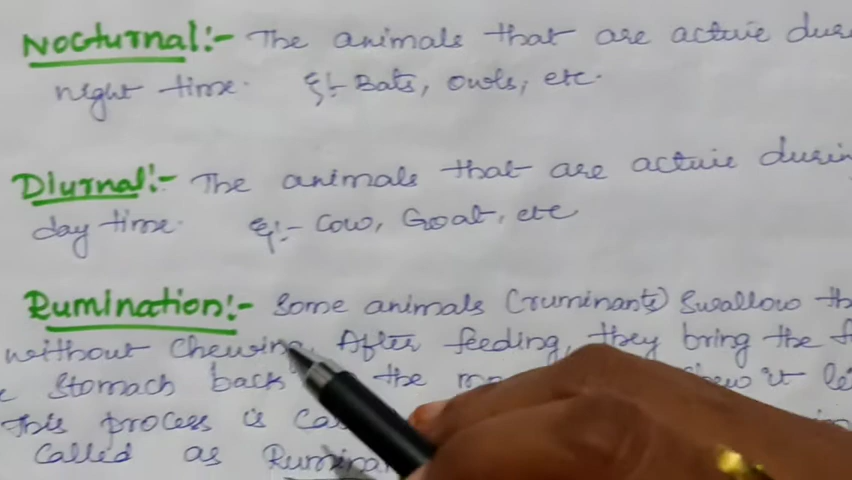 Nocturnal:- The animals that are active dur
night time. Eg:- Bats, Owls, etc.
Diurnal:- The animals that are active durin
day time. Eg:- Cow, Goat, etc
Rumination:- Some animals (ruminants) Swallow th
without chewing. After feeding, they bring the f
Stomach back the it
This process is
called as